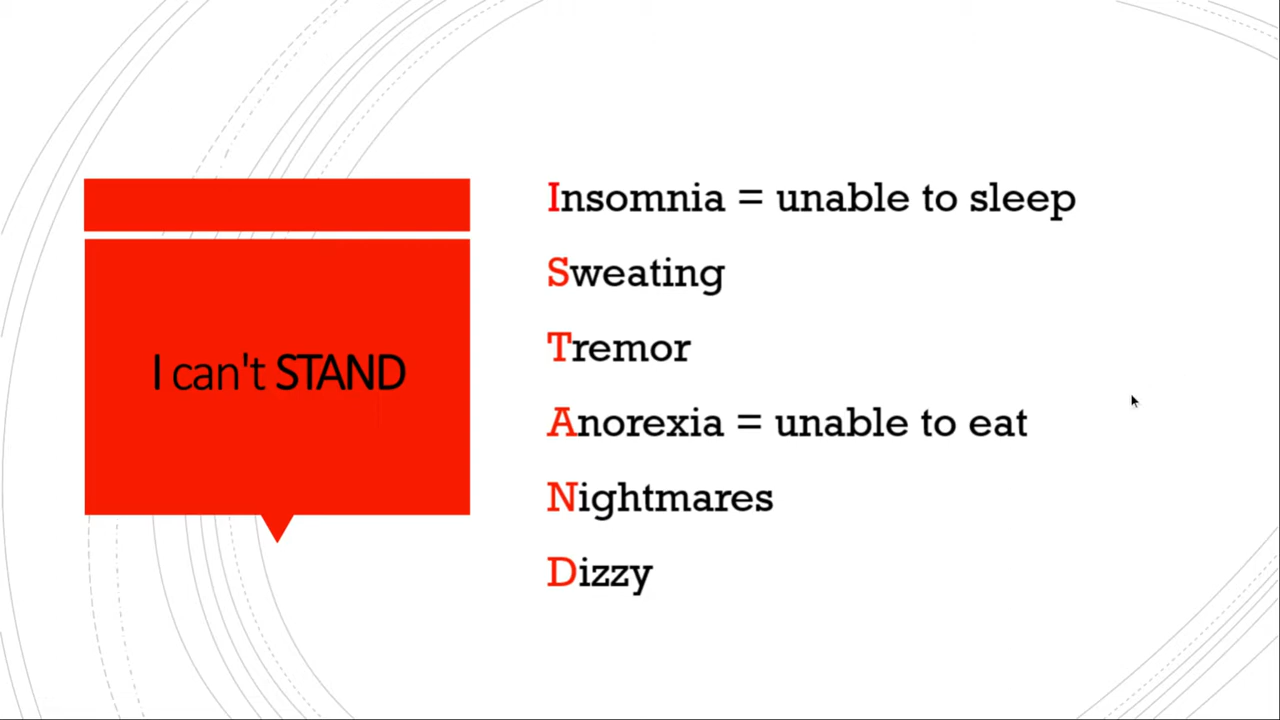 I can't STAND
Insomnia = unable to sleep
Sweating
Tremor
Anorexia = unable to eat
Nightmares
Dizzy